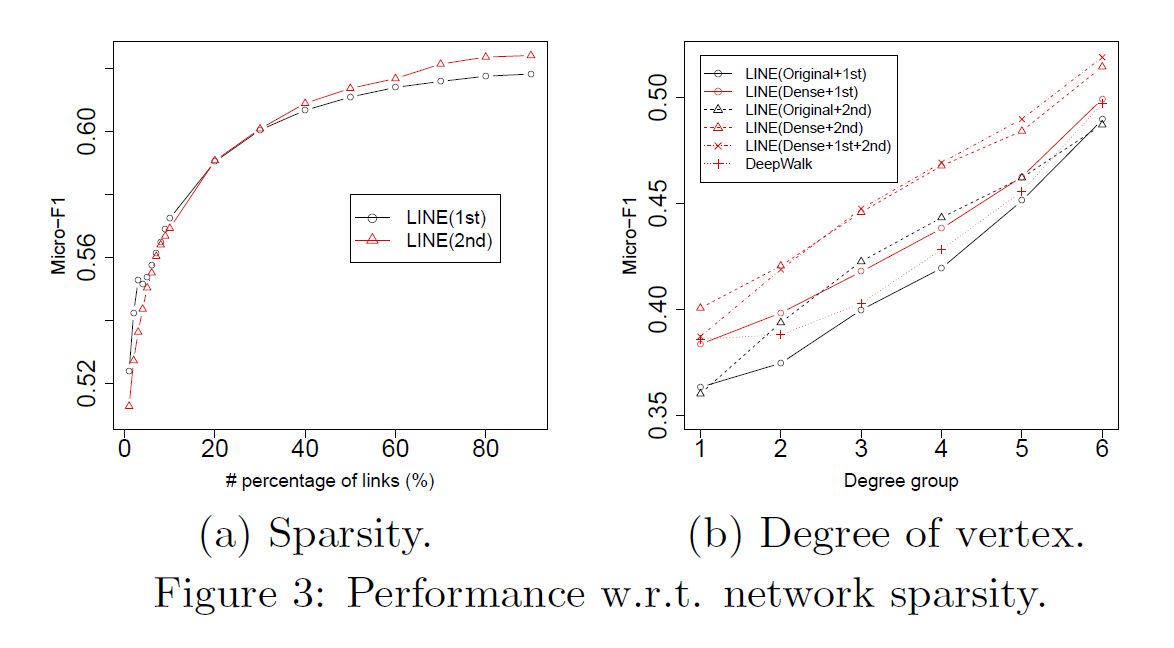 Micro−F1
0.60
0.56
0.52
LINE(1st)
LINE(2nd)
0 20 40 60 80
# percentage of links (%)
(a) Sparsity.
Micro−F1
0.50
0.45
0.40
0.35
LINE(Original+1st)
LINE(Dense+1st)
LINE(Original+2nd)
LINE(Dense+2nd)
LINE(Dense+1st+2nd)
DeepWalk
1 2 3 4 5 6
Degree group
(b) Degree of vertex.
Figure 3: Performance w.r.t. network sparsity.